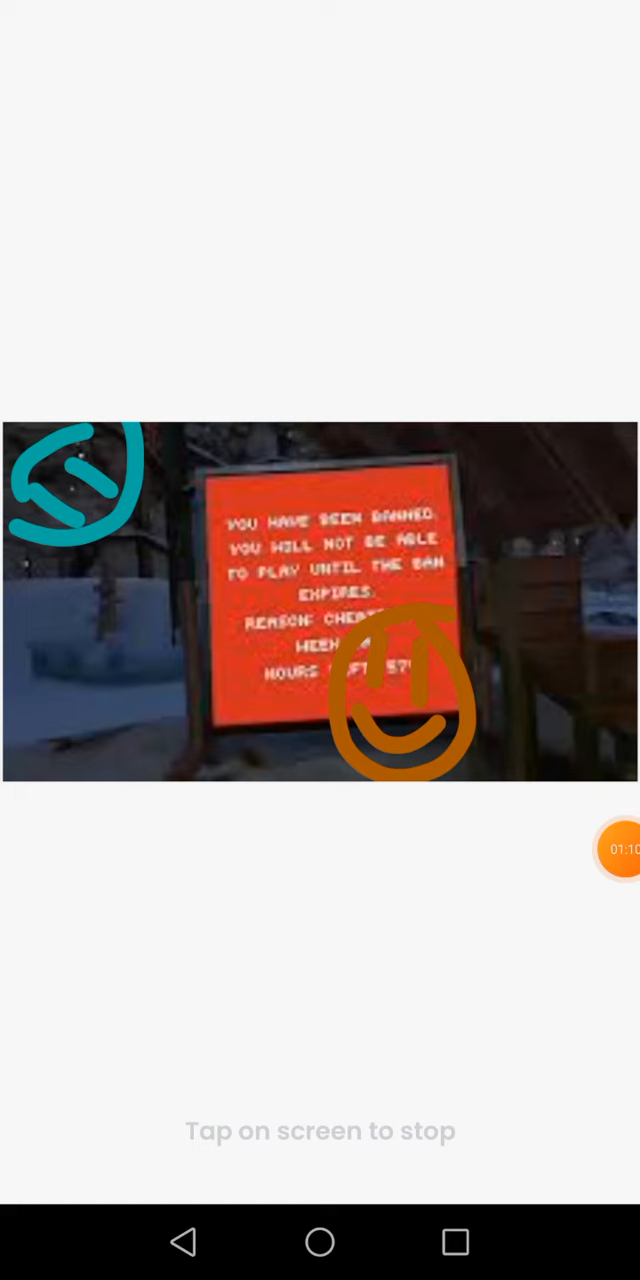 YOU HAVE BEEN BANNED.
YOU WILL NOT BE ABLE
TO PLAY UNTIL THE BAN
EXPIRES.
REASON:
HOURS
01:10
Tap on screen to stop